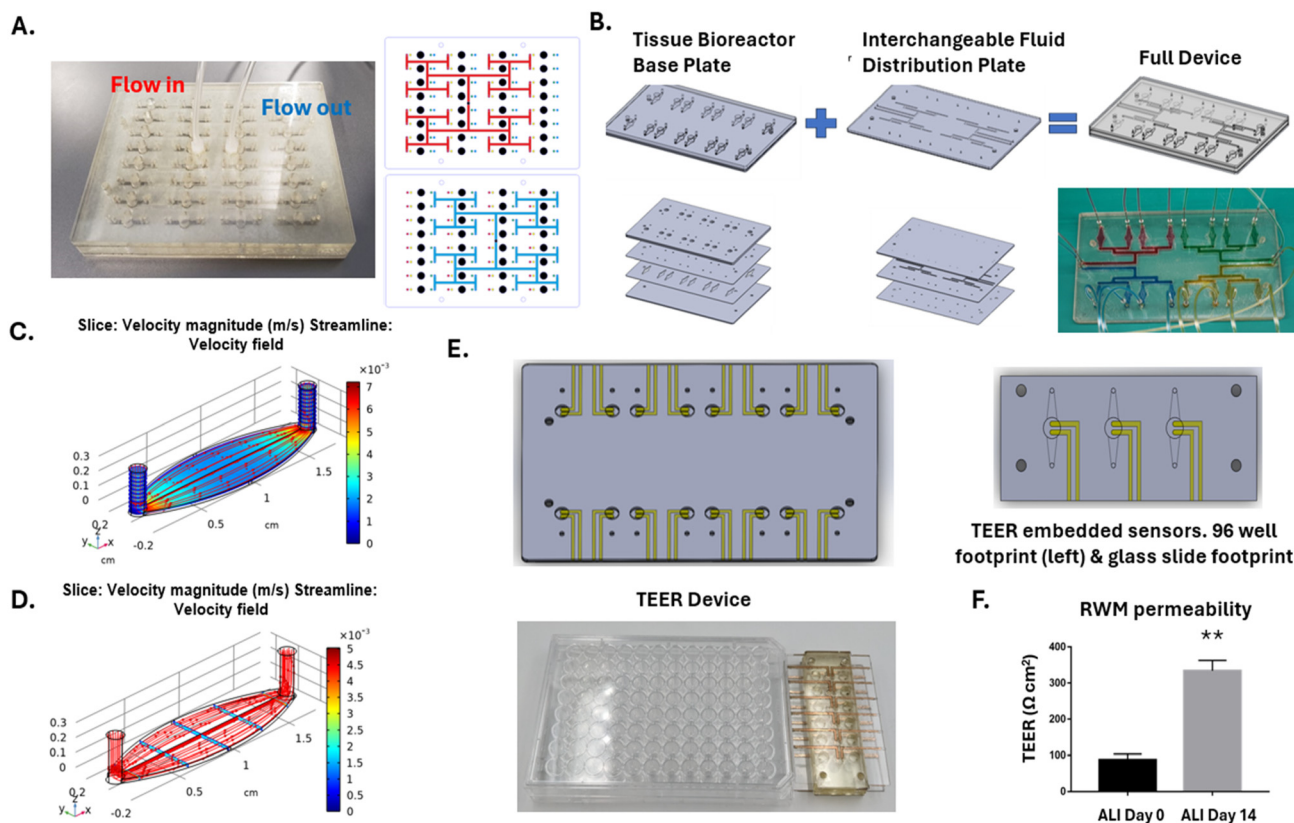 A.
Flow in
Flow out
B.
Tissue Bioreactor
Base Plate
Interchangeable Fluid
Distribution Plate
Full Device
C.
Slice: Velocity magnitude (m/s) Streamline:
Velocity field
×10⁻³
7
6
5
4
3
2
1
0
0.3
0.2
0.1
0
0.2
-0.2
0.5
1
1.5
cm
cm
z
y
x
D.
Slice: Velocity magnitude (m/s) Streamline:
Velocity field
×10⁻³
5
4.5
4
3.5
3
2.5
2
1.5
1
0.5
0
0.3
0.2
0.1
0
0.2
-0.2
0.5
1
1.5
cm
cm
z
y
x
E.
TEER embedded sensors. 96 well
footprint (left) & glass slide footprint
TEER Device
F.
RWM permeability
**
TEER (Ω cm²)
400
300
200
100
0
ALI Day 0
ALI Day 14